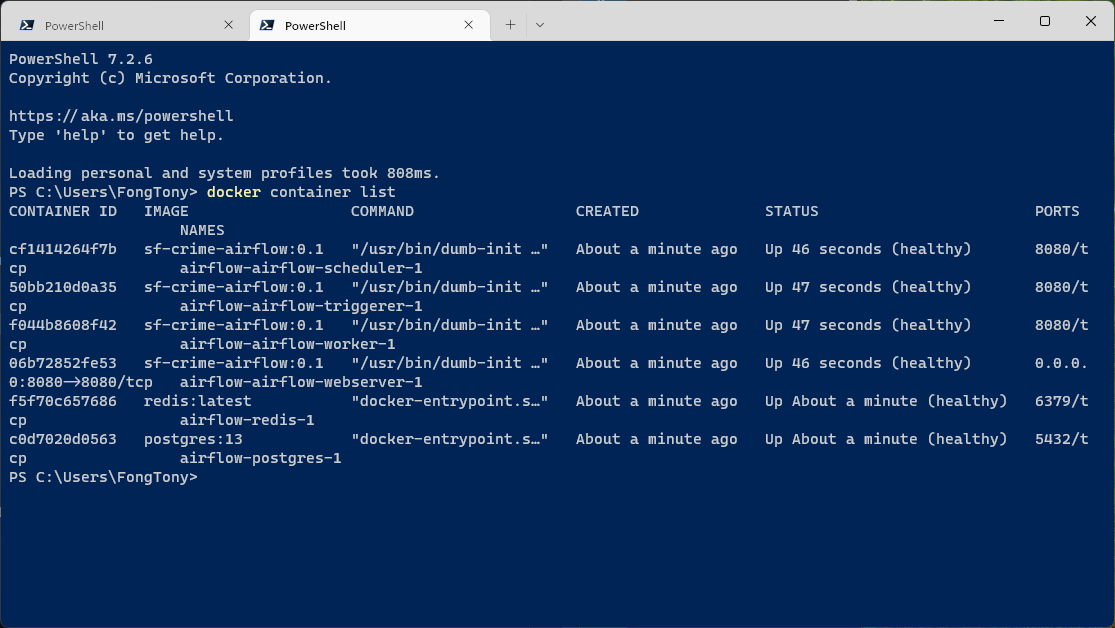 PowerShell
PowerShell
PowerShell 7.2.6
Copyright (c) Microsoft Corporation.
https://aka.ms/powershell
Type 'help' to get help.
Loading personal and system profiles took 808ms.
PS C:\Users\FongTony> docker container list
CONTAINER ID   IMAGE                  COMMAND                  CREATED              STATUS                        PORTS
                   NAMES
cf1414264f7b   sf-crime-airflow:0.1   "/usr/bin/dumb-init …"   About a minute ago   Up 46 seconds (healthy)       8080/t
cp                 airflow-airflow-scheduler-1
50bb210d0a35   sf-crime-airflow:0.1   "/usr/bin/dumb-init …"   About a minute ago   Up 47 seconds (healthy)       8080/t
cp                 airflow-airflow-triggerer-1
f044b8608f42   sf-crime-airflow:0.1   "/usr/bin/dumb-init …"   About a minute ago   Up 47 seconds (healthy)       8080/t
cp                 airflow-airflow-worker-1
06b72852fe53   sf-crime-airflow:0.1   "/usr/bin/dumb-init …"   About a minute ago   Up 46 seconds (healthy)       0.0.0.
0:8080->8080/tcp   airflow-airflow-webserver-1
f5f70c657686   redis:latest           "docker-entrypoint.s…"   About a minute ago   Up About a minute (healthy)   6379/t
cp                 airflow-redis-1
c0d7020d0563   postgres:13            "docker-entrypoint.s…"   About a minute ago   Up About a minute (healthy)   5432/t
cp                 airflow-postgres-1
PS C:\Users\FongTony>